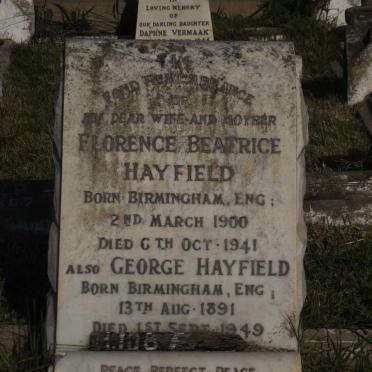 IN
LOVING MEMORY
OF
OUR DARLING DAUGHTER
DAPHNE VERMAAK
FOND REMEMBRANCE
OF
MY DEAR WIFE AND MOTHER
FLORENCE BEATRICE
HAYFIELD
BORN BIRMINGHAM, ENG;
2ND MARCH 1900
DIED 6TH OCT. 1941
ALSO GEORGE HAYFIELD
BORN BIRMINGHAM, ENG;
13TH AUG. 1891
DIED 1ST SEPT. 1949
PEACE PERFECT PEACE